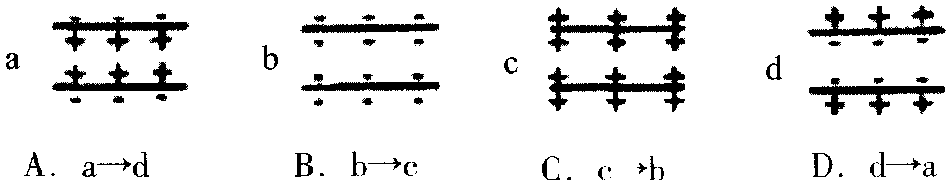 a b c d
A. a→d B. b→c C. c→b D. d→a